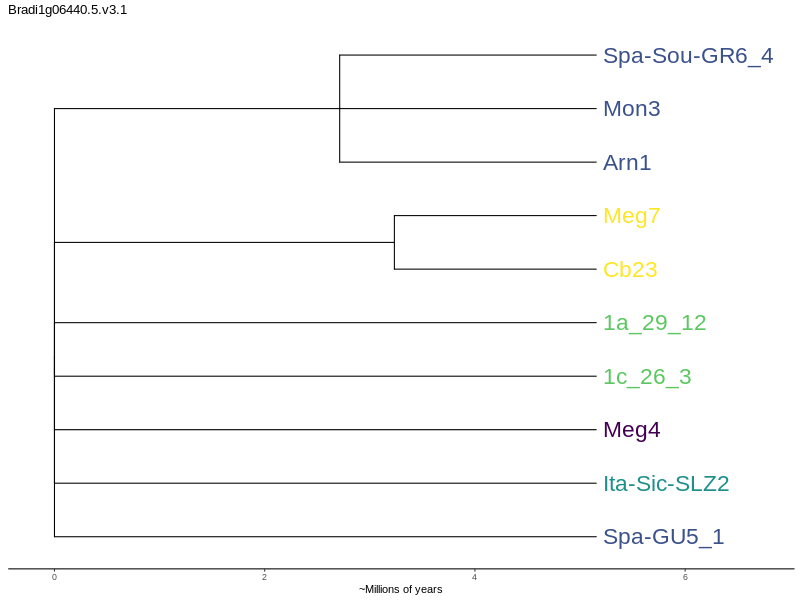 Bradi1g06440.5.v3.1
Spa-Sou-GR6_4
Mon3
Arn1
Meg7
Cb23
1a_29_12
1c_26_3
Meg4
Ita-Sic-SLZ2
Spa-GU5_1
0 2 4 6
~Millions of years